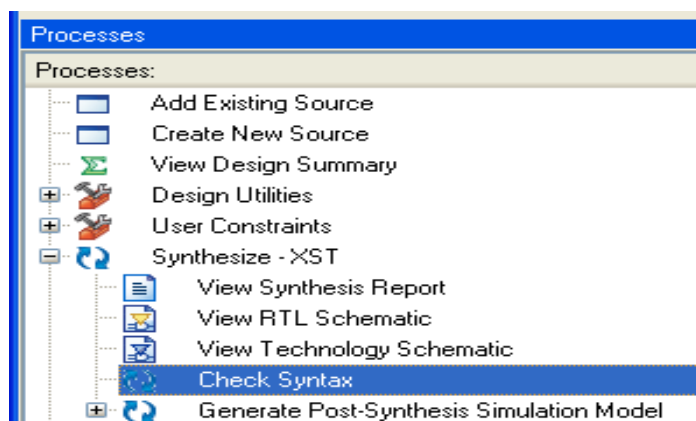 Processes
Processes:
Add Existing Source
Create New Source
View Design Summary
Design Utilities
User Constraints
Synthesize - XST
View Synthesis Report
View RTL Schematic
View Technology Schematic
Check Syntax
Generate Post-Synthesis Simulation Model